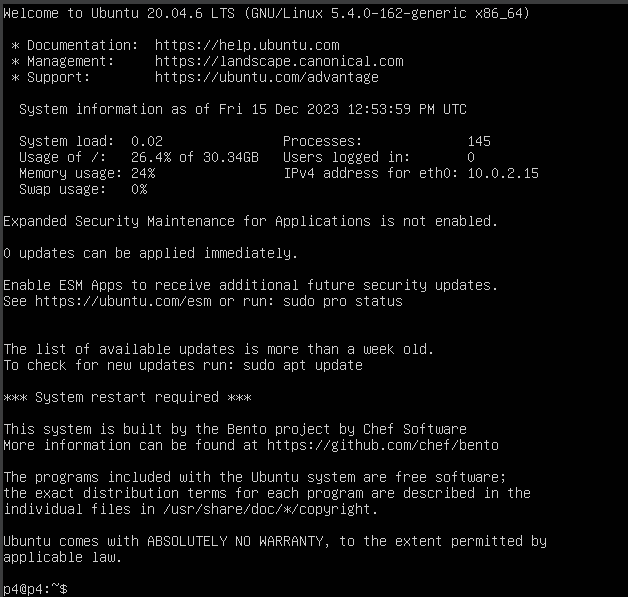 Welcome to Ubuntu 20.04.6 LTS (GNU/Linux 5.4.0-162-generic x86_64)
* Documentation:  https://help.ubuntu.com
* Management:     https://landscape.canonical.com
* Support:        https://ubuntu.com/advantage
System information as of Fri 15 Dec 2023 12:53:59 PM UTC
System load:  0.02               Processes:             145
Usage of /:   26.4% of 30.34GB   Users logged in:       0
Memory usage: 24%                IPv4 address for eth0: 10.0.2.15
Swap usage:   0%
Expanded Security Maintenance for Applications is not enabled.
0 updates can be applied immediately.
Enable ESM Apps to receive additional future security updates.
See https://ubuntu.com/esm or run: sudo pro status
The list of available updates is more than a week old.
To check for new updates run: sudo apt update
*** System restart required ***
This system is built by the Bento project by Chef Software
More information can be found at https://github.com/chef/bento
The programs included with the Ubuntu system are free software;
the exact distribution terms for each program are described in the
individual files in /usr/share/doc/*/copyright.
Ubuntu comes with ABSOLUTELY NO WARRANTY, to the extent permitted by
applicable law.
p4@p4:~$